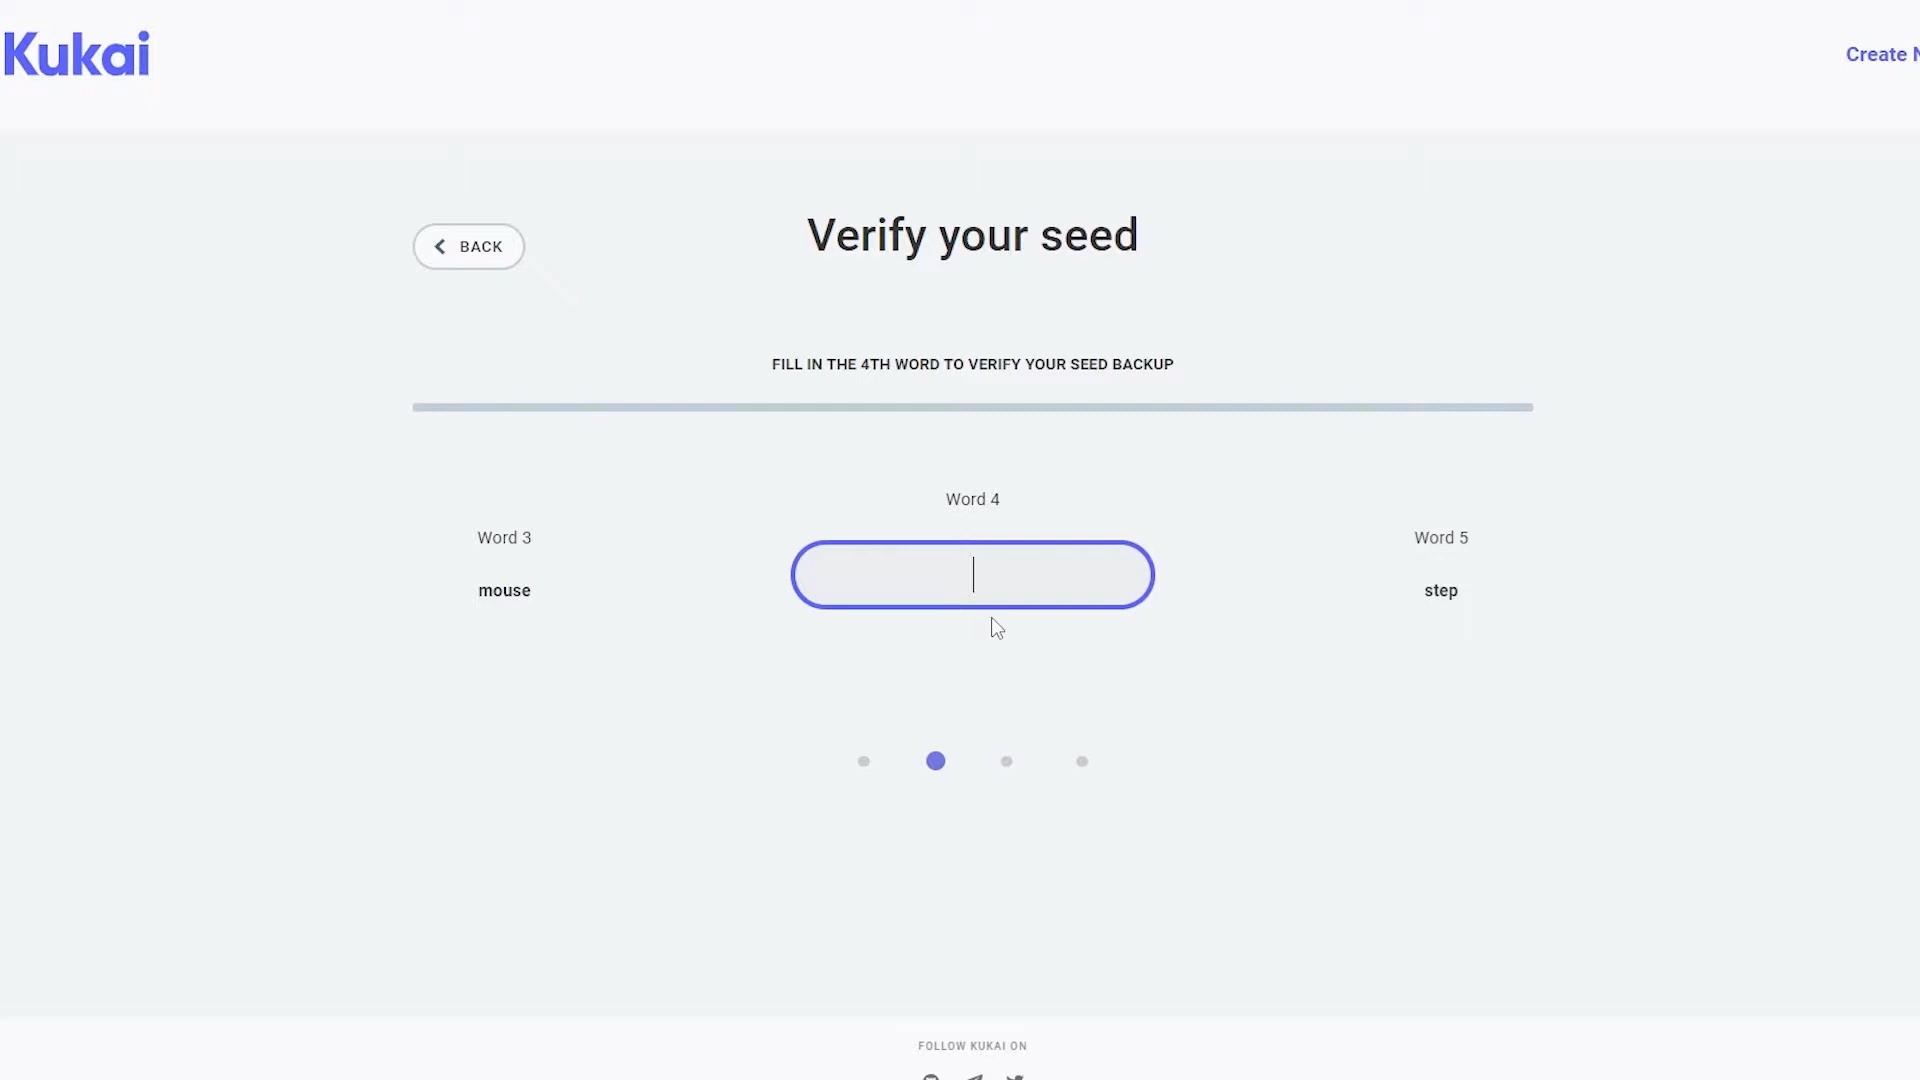 Kukai
Create N
BACK
Verify your seed
FILL IN THE 4TH WORD TO VERIFY YOUR SEED BACKUP
Word 4
Word 3
Word 5
mouse
step
FOLLOW KUKAI ON